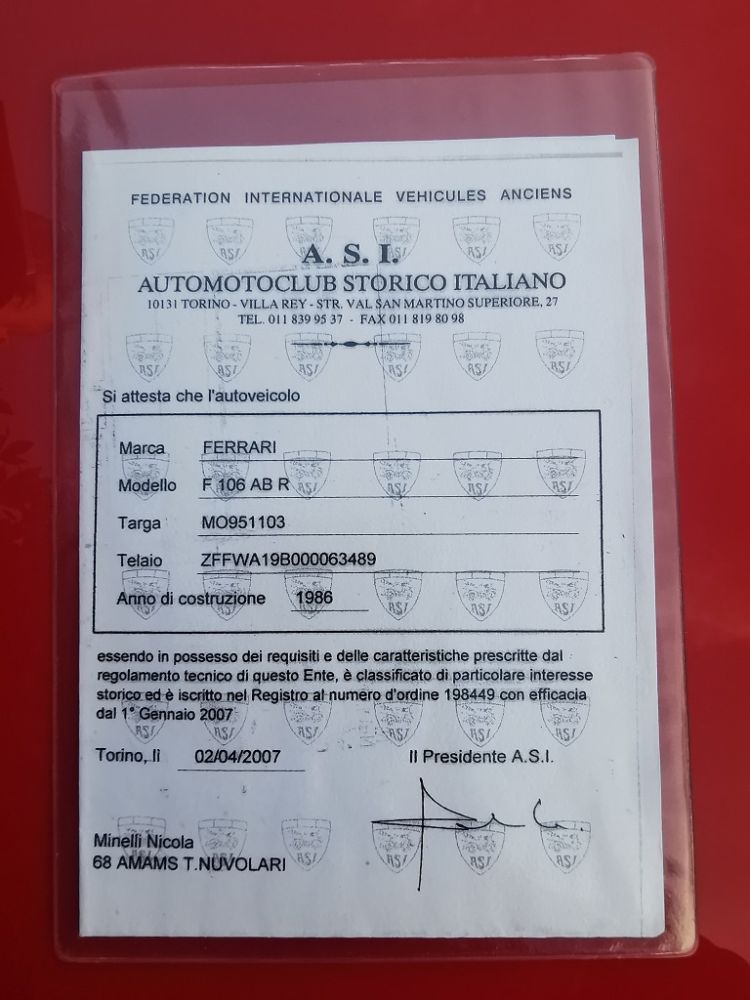 FEDERATION INTERNATIONALE VEHICULES ANCIENS
A. S. I.
AUTOMOTOCLUB STORICO ITALIANO
10131 TORINO - VILLA REY - STR. VAL SAN MARTINO SUPERIORE, 27
TEL. 011 839 95 37 - FAX 011 819 80 98
Si attesta che l'autoveicolo
Marca FERRARI
Modello F 106 AB R
Targa MO951103
Telaio ZFFWA19B000063489
Anno di costruzione 1986
essendo in possesso dei requisiti e delle caratteristiche prescritte dal
regolamento tecnico di questo Ente, è classificato di particolare interesse
storico ed è iscritto nel Registro al numero d'ordine 198449 con efficacia
dal 1° Gennaio 2007
Torino, lì 02/04/2007 Il Presidente A.S.I.
Minelli Nicola
68 AMAMS T.NUVOLARI